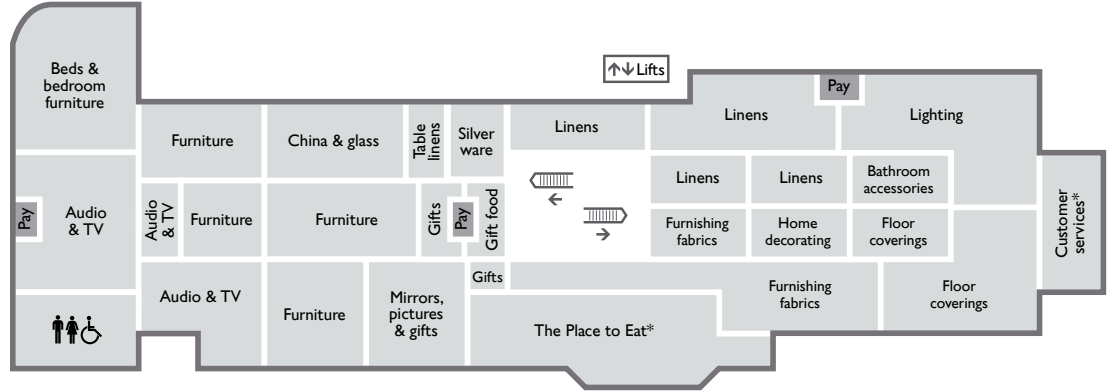 Beds &
bedroom
furniture
Lifts
Pay
Furniture
China & glass
Table
linens
Silver
ware
Linens
Linens
Lighting
Linens
Linens
Bathroom
accessories
Pay
Audio
& TV
Audio
& TV
Furniture
Furniture
Gifts
Pay
Gift food
Furnishing
fabrics
Home
decorating
Floor
coverings
Customer
services*
Audio & TV
Furniture
Mirrors,
pictures
& gifts
Gifts
The Place to Eat*
Furnishing
fabrics
Floor
coverings